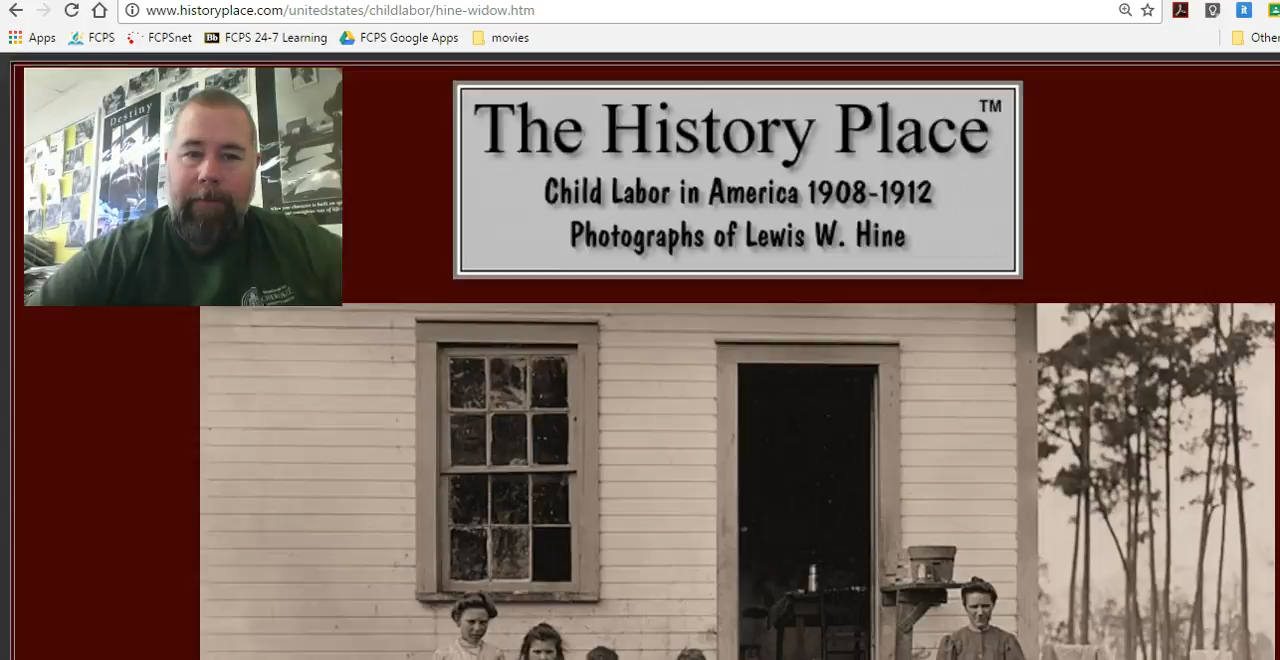 www.historyplace.com/unitedstates/childlabor/hine-widow.htm
Apps FCPS FCPSnet Bb FCPS 24-7 Learning FCPS Google Apps movies Other
Destiny
The History Place™
Child Labor in America 1908-1912
Photographs of Lewis W. Hine